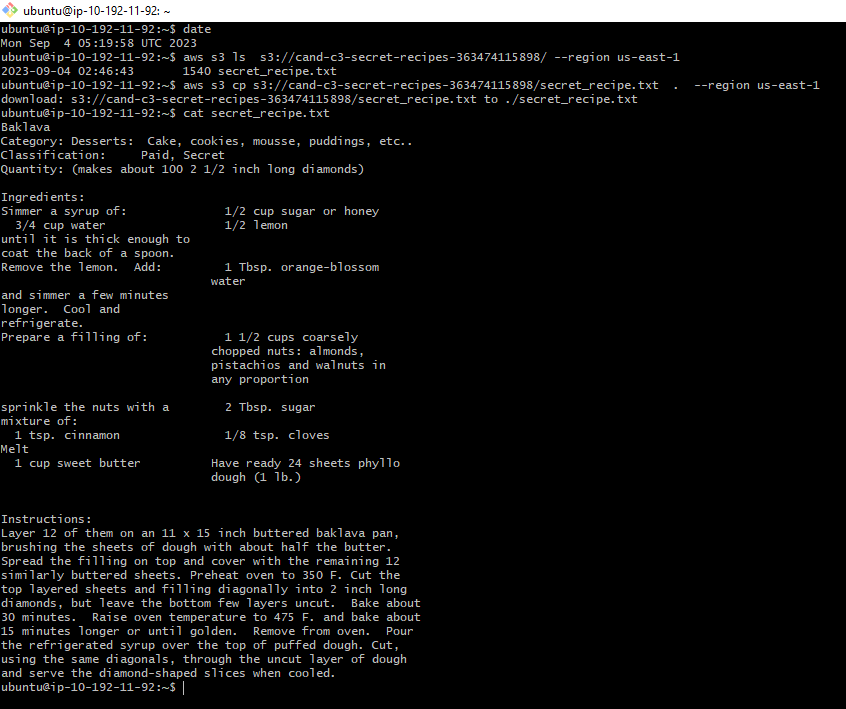 ubuntu@ip-10-192-11-92: ~
ubuntu@ip-10-192-11-92:~$ date
Mon Sep  4 05:19:58 UTC 2023
ubuntu@ip-10-192-11-92:~$ aws s3 ls  s3://cand-c3-secret-recipes-363474115898/ --region us-east-1
2023-09-04 02:46:43       1540 secret_recipe.txt
ubuntu@ip-10-192-11-92:~$ aws s3 cp s3://cand-c3-secret-recipes-363474115898/secret_recipe.txt  .  --region us-east-1
download: s3://cand-c3-secret-recipes-363474115898/secret_recipe.txt to ./secret_recipe.txt
ubuntu@ip-10-192-11-92:~$ cat secret_recipe.txt
Baklava
Category: Desserts:  Cake, cookies, mousse, puddings, etc..
Classification:     Paid, Secret
Quantity: (makes about 100 2 1/2 inch long diamonds)

Ingredients:
Simmer a syrup of:              1/2 cup sugar or honey
  3/4 cup water                 1/2 lemon
until it is thick enough to
coat the back of a spoon.
Remove the lemon.  Add:         1 Tbsp. orange-blossom
                              water
and simmer a few minutes
longer.  Cool and
refrigerate.
Prepare a filling of:           1 1/2 cups coarsely
                              chopped nuts: almonds,
                              pistachios and walnuts in
                              any proportion

sprinkle the nuts with a        2 Tbsp. sugar
mixture of:
  1 tsp. cinnamon               1/8 tsp. cloves
Melt
  1 cup sweet butter          Have ready 24 sheets phyllo
                              dough (1 lb.)

Instructions:
Layer 12 of them on an 11 x 15 inch buttered baklava pan,
brushing the sheets of dough with about half the butter.
Spread the filling on top and cover with the remaining 12
similarly buttered sheets. Preheat oven to 350 F. Cut the
top layered sheets and filling diagonally into 2 inch long
diamonds, but leave the bottom few layers uncut.  Bake about
30 minutes.  Raise oven temperature to 475 F. and bake about
15 minutes longer or until golden.  Remove from oven.  Pour
the refrigerated syrup over the top of puffed dough. Cut,
using the same diagonals, through the uncut layer of dough
and serve the diamond-shaped slices when cooled.
ubuntu@ip-10-192-11-92:~$